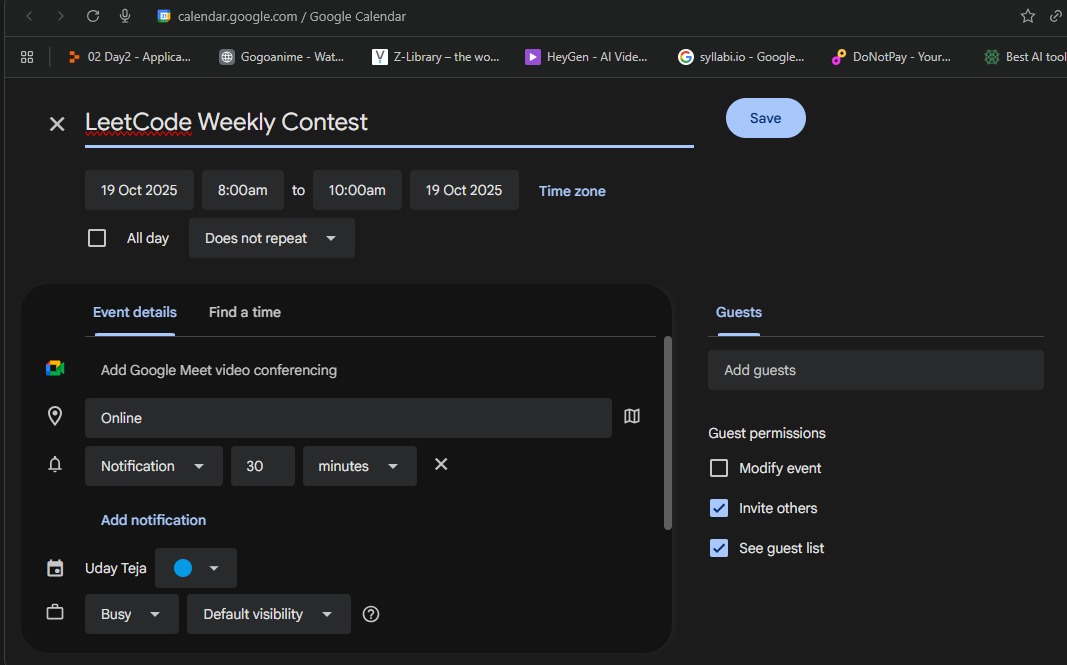 calendar.google.com / Google Calendar
02 Day2 - Applica... Gogoanime - Wat... Z-Library – the wo... HeyGen - AI Vide... syllabi.io - Google... DoNotPay - Your... Best AI tool
LeetCode Weekly Contest
Save
19 Oct 2025 8:00am to 10:00am 19 Oct 2025 Time zone
All day Does not repeat
Event details Find a time
Guests
Add Google Meet video conferencing
Add guests
Online
Guest permissions
Notification 30 minutes
Modify event
Invite others
Add notification
See guest list
Uday Teja
Busy Default visibility